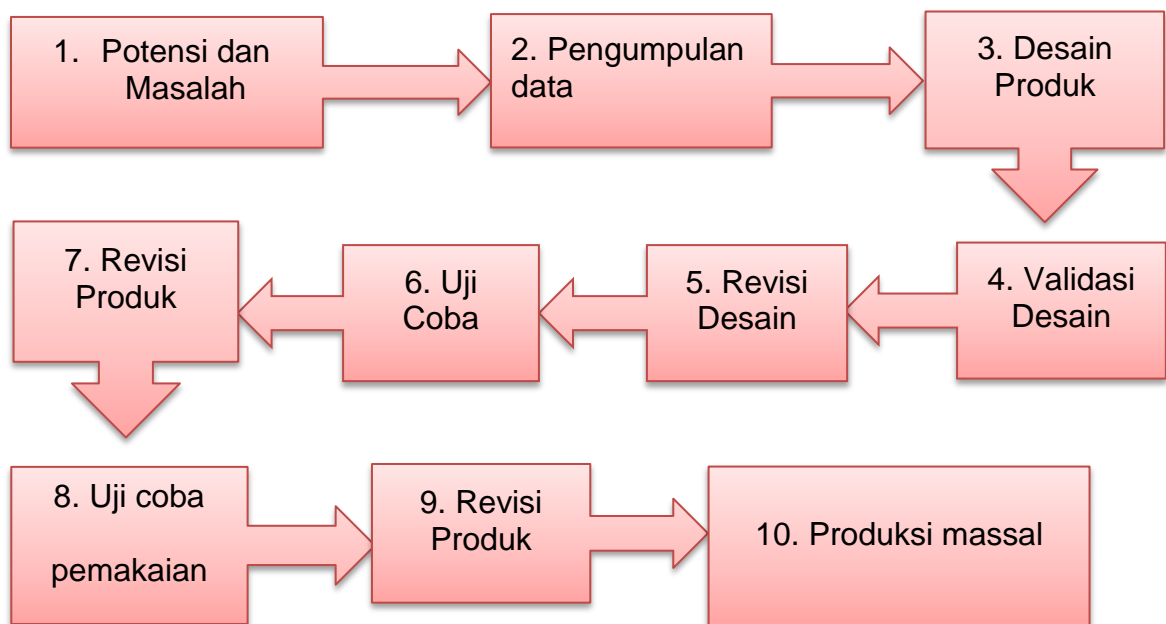 1. Potensi dan
Masalah
2. Pengumpulan
data
3. Desain
Produk
4. Validasi
Desain
5. Revisi
Desain
6. Uji
Coba
7. Revisi
Produk
8. Uji coba
pemakaian
9. Revisi
Produk
10. Produksi massal